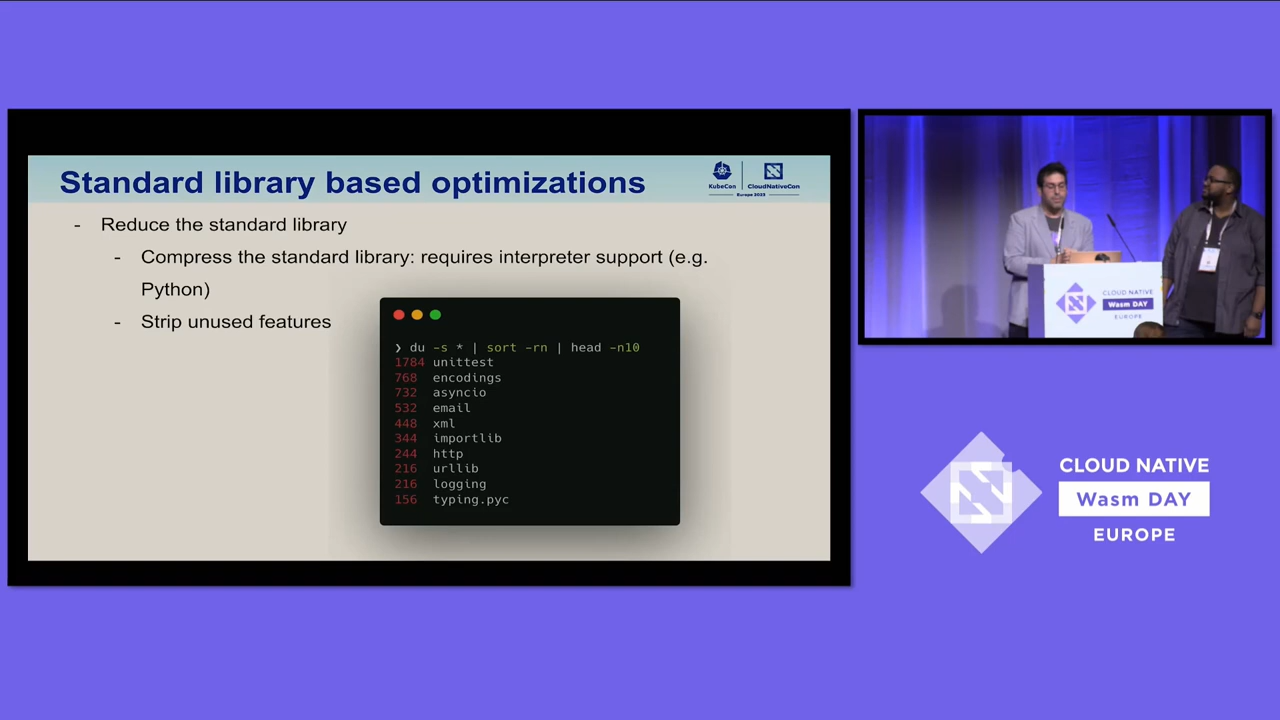 Standard library based optimizations
KubeCon
CloudNativeCon
Europe 2023
- Reduce the standard library
- Compress the standard library: requires interpreter support (e.g.
Python)
- Strip unused features
❯ du -s * | sort -rn | head -n10
1784 unittest
768 encodings
732 asyncio
532 email
448 xml
344 importlib
244 http
216 urllib
216 logging
156 typing.pyc
CLOUD NATIVE
Wasm DAY
EUROPE
CLOUD NATIVE
Wasm DAY
EUROPE